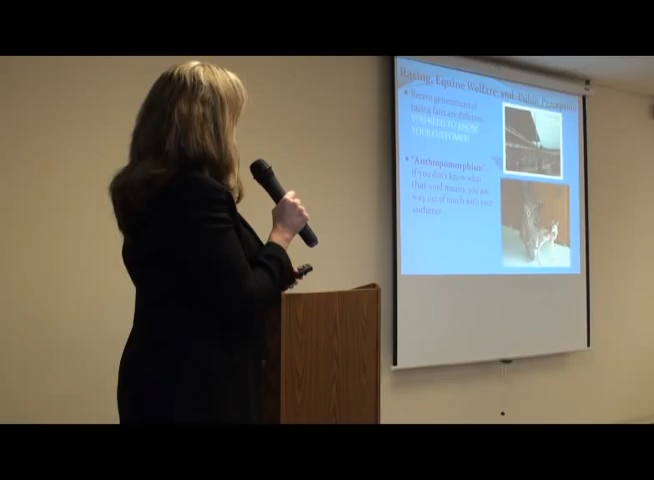 Racing, Equine Welfare, and Public Perception
• Recent generations of
racing fans are different.
YOU NEED TO KNOW
YOUR CUSTOMER!
• "Anthropomorphism"
if you don't know what
that word means, you are
way out of touch with your
audience.